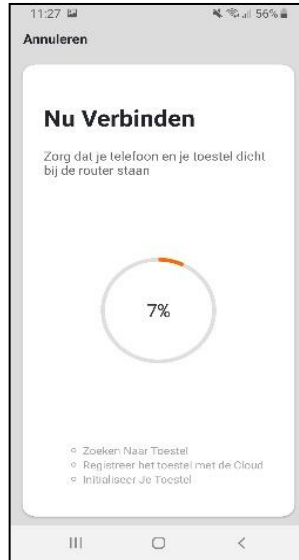 11:27 56%
Annuleren
Nu Verbinden
Zorg dat je telefoon en je toestel dicht
bij de router staan
7%
Zoeken Naar Toestel
Registreer het toestel met de Cloud
Initialiseer Je Toestel